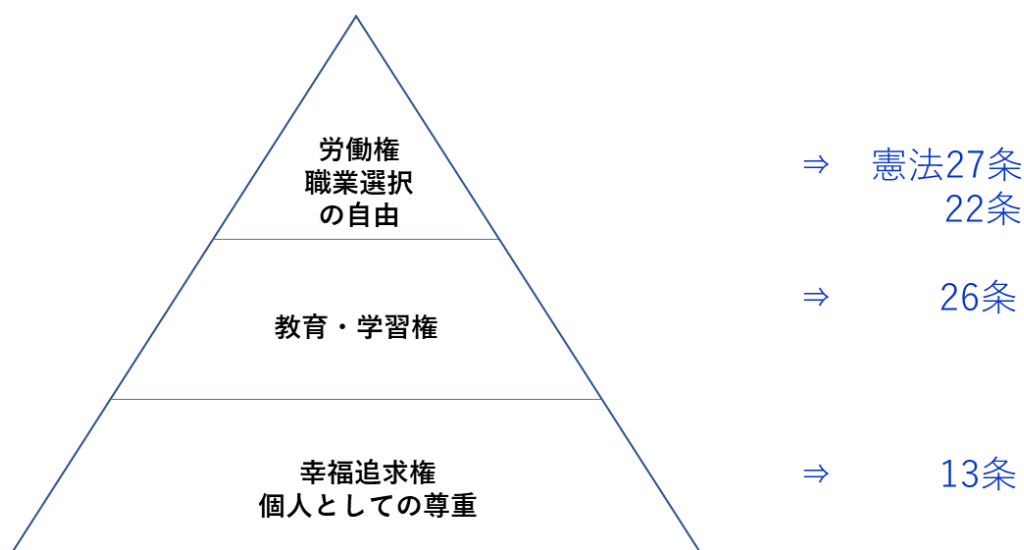 労働権
職業選択
の自由
⇒ 憲法27条
22条
教育・学習権
⇒ 26条
幸福追求権
個人としての尊重
⇒ 13条